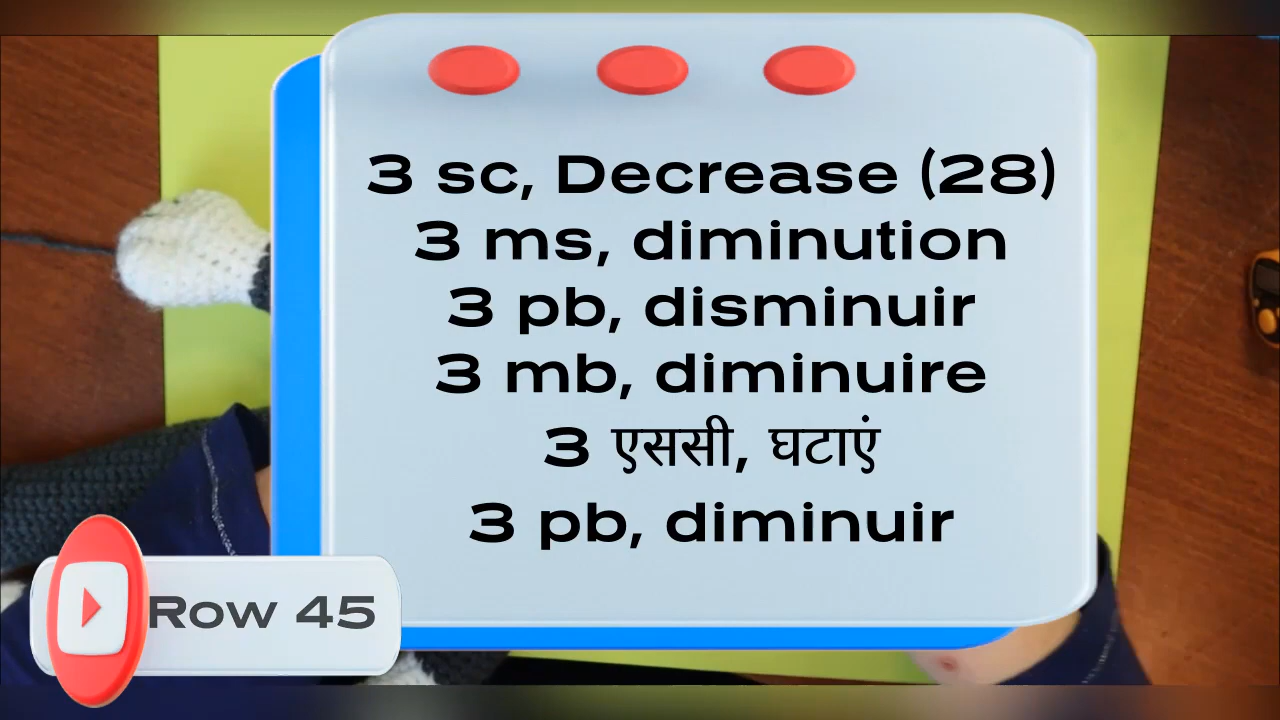 3 sc, Decrease (28)
3 ms, diminution
3 pb, disminuir
3 mb, diminuire
3 एससी, घटाएं
3 pb, diminuir
Row 45